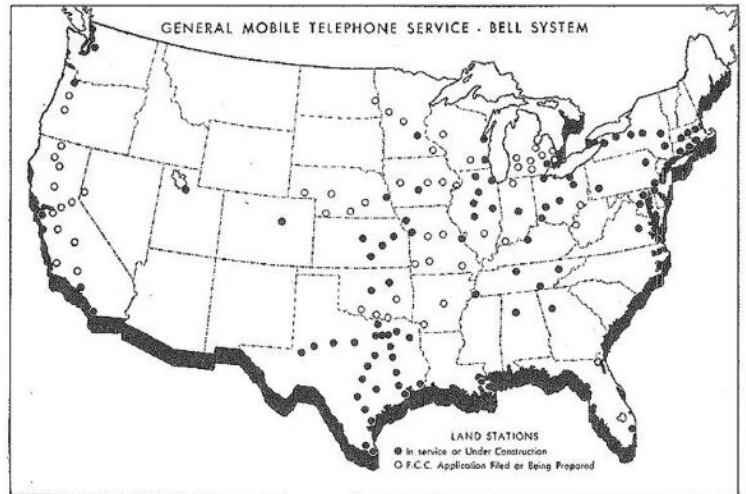 GENERAL MOBILE TELEPHONE SERVICE - BELL SYSTEM
LAND STATIONS
In service or Under Construction
F.C.C. Application Filed or Being Prepared